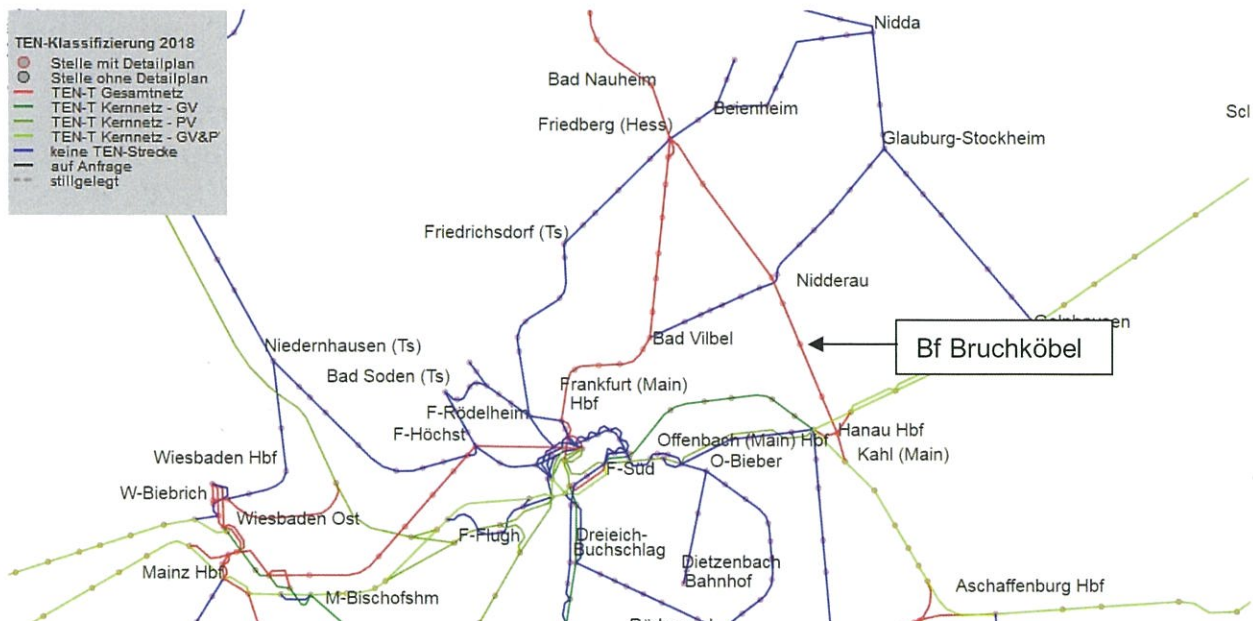 TEN-Klassifizierung 2018
Stelle mit Detailplan
Stelle ohne Detailplan
TEN-T Gesamtnetz
TEN-T Kernnetz - GV
TEN-T Kernnetz - PV
TEN-T Kernnetz - GV&P
keine TEN-Strecke
auf Anfrage
stillgelegt
Nidda
Bad Nauheim
Beienheim
Scl
Friedberg (Hess)
Glauburg-Stockheim
Friedrichsdorf (Ts)
Nidderau
Bad Vilbel
Bf Bruchköbel
Niedernhausen (Ts)
Bad Soden (Ts)
Frankfurt (Main)
Hbf
F-Rödelheim
F-Höchst
Offenbach (Main) Hbf
Hanau Hbf
Kahl (Main)
O-Bieber
F-Süd
Wiesbaden Hbf
W-Biebrich
Wiesbaden Ost
F-Flugh
Dreieich-
Buchschlag
Dietzenbach
Bahnhof
Mainz Hbf
M-Bischofshm
Aschaffenburg Hbf